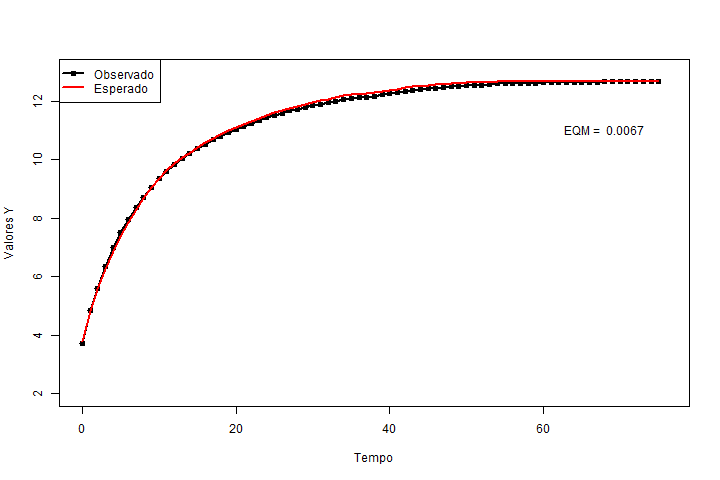 Observado
Esperado
12
EQM = 0.0067
10
8
6
4
2
Valores Y
0 20 40 60
Tempo